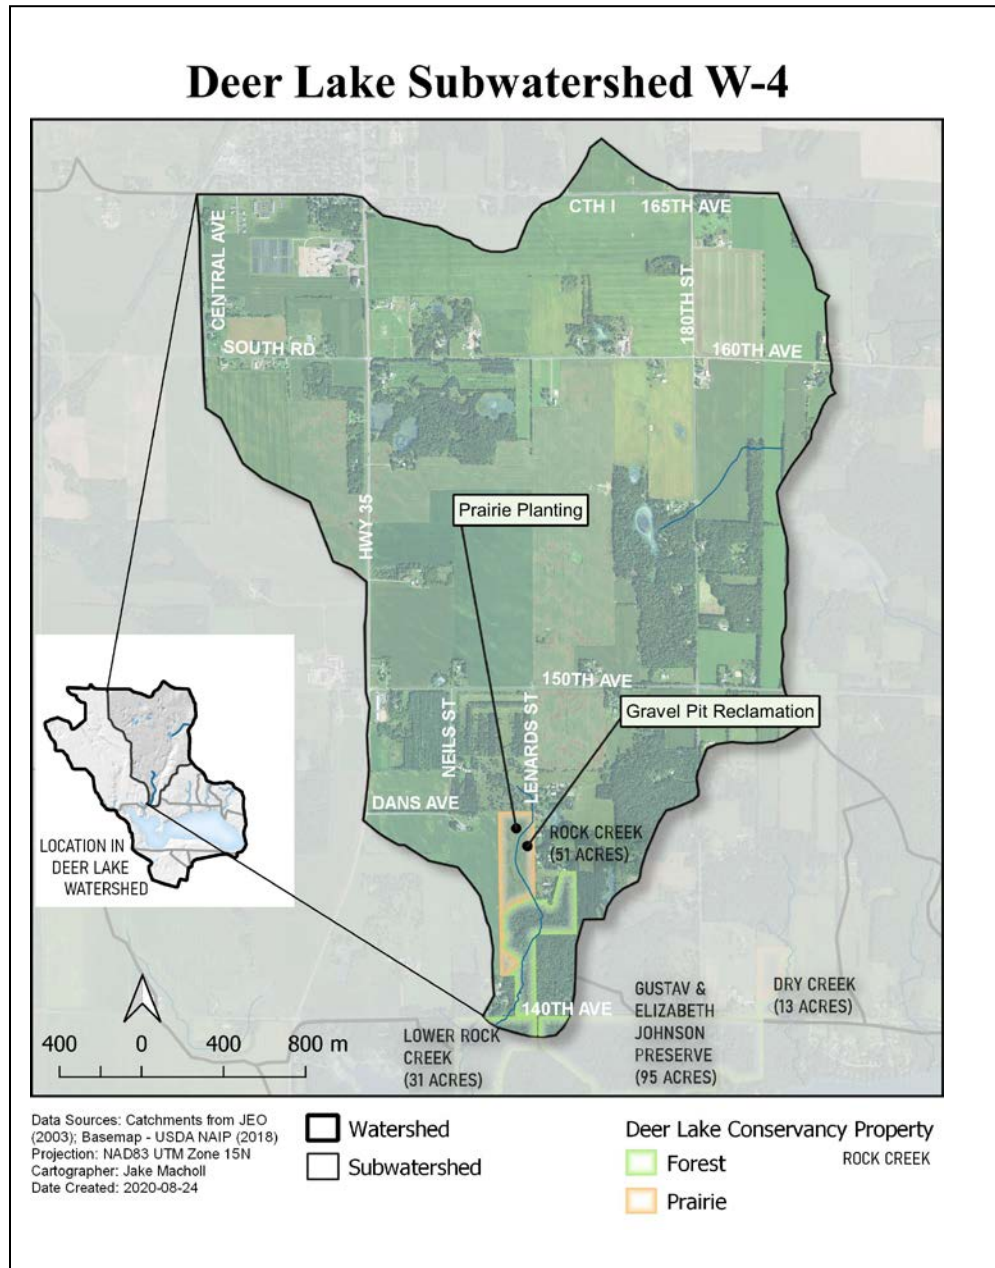 Deer Lake Subwatershed W-4
CTH I
165TH AVE
CENTRAL AVE
180TH ST
SOUTH RD
160TH AVE
HWY 35
Prairie Planting
150TH AVE
NEILS ST
LENARDS ST
Gravel Pit Reclamation
DANS AVE
ROCK CREEK
(51 ACRES)
LOCATION IN
DEER LAKE
WATERSHED
140TH AVE
LOWER ROCK
CREEK
(31 ACRES)
GUSTAV &
ELIZABETH
JOHNSON
PRESERVE
(95 ACRES)
DRY CREEK
(13 ACRES)
400 0 400 800 m
Data Sources: Catchments from JEO
(2003); Basemap - USDA NAIP (2018)
Projection: NAD83 UTM Zone 15N
Cartographer: Jake Macholl
Date Created: 2020-08-24
Watershed
Subwatershed
Deer Lake Conservancy Property
Forest
ROCK CREEK
Prairie